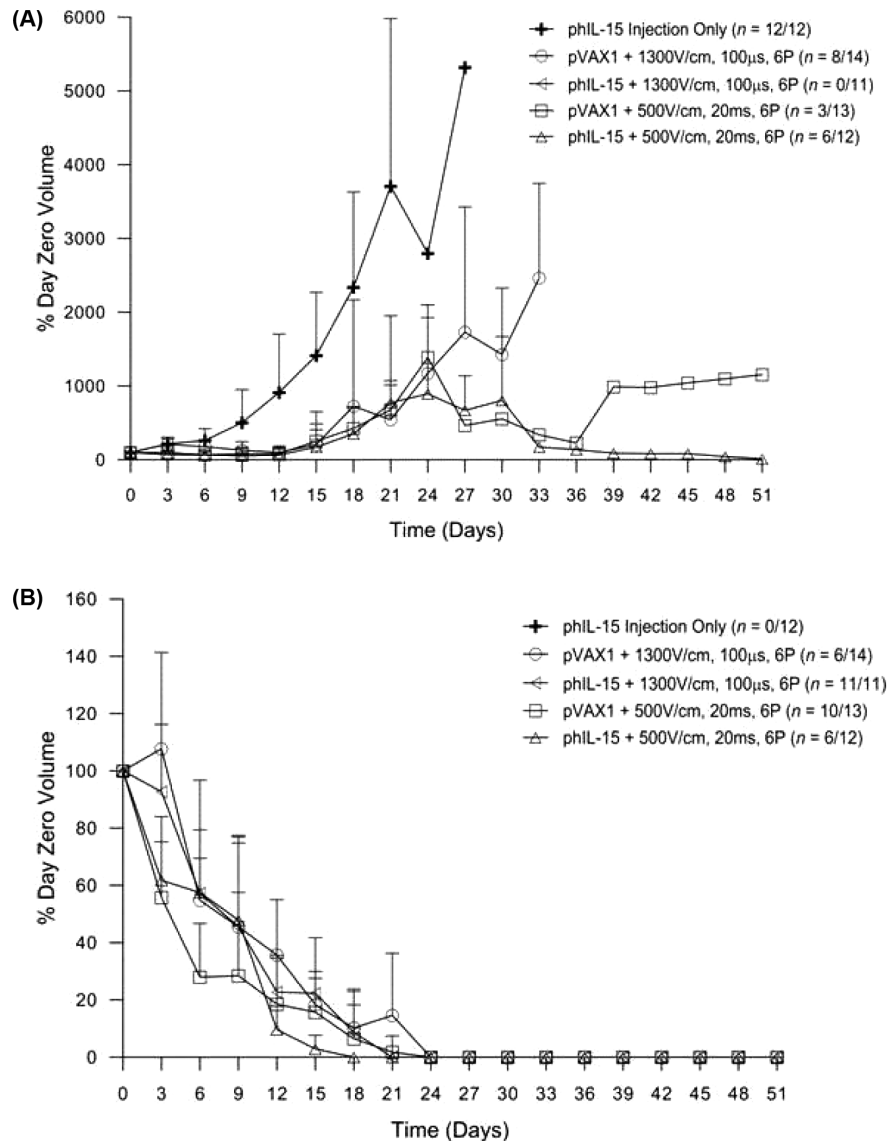 (A)
6000
5000
4000
3000
2000
1000
0
% Day Zero Volume
phIL-15 Injection Only (n = 12/12)
pVAX1 + 1300V/cm, 100μs, 6P (n = 8/14)
phIL-15 + 1300V/cm, 100μs, 6P (n = 0/11)
pVAX1 + 500V/cm, 20ms, 6P (n = 3/13)
phIL-15 + 500V/cm, 20ms, 6P (n = 6/12)
0 3 6 9 12 15 18 21 24 27 30 33 36 39 42 45 48 51
Time (Days)
(B)
160
140
120
100
80
60
40
20
0
% Day Zero Volume
phIL-15 Injection Only (n = 0/12)
pVAX1 + 1300V/cm, 100μs, 6P (n = 6/14)
phIL-15 + 1300V/cm, 100μs, 6P (n = 11/11)
pVAX1 + 500V/cm, 20ms, 6P (n = 10/13)
phIL-15 + 500V/cm, 20ms, 6P (n = 6/12)
0 3 6 9 12 15 18 21 24 27 30 33 36 39 42 45 48 51
Time (Days)